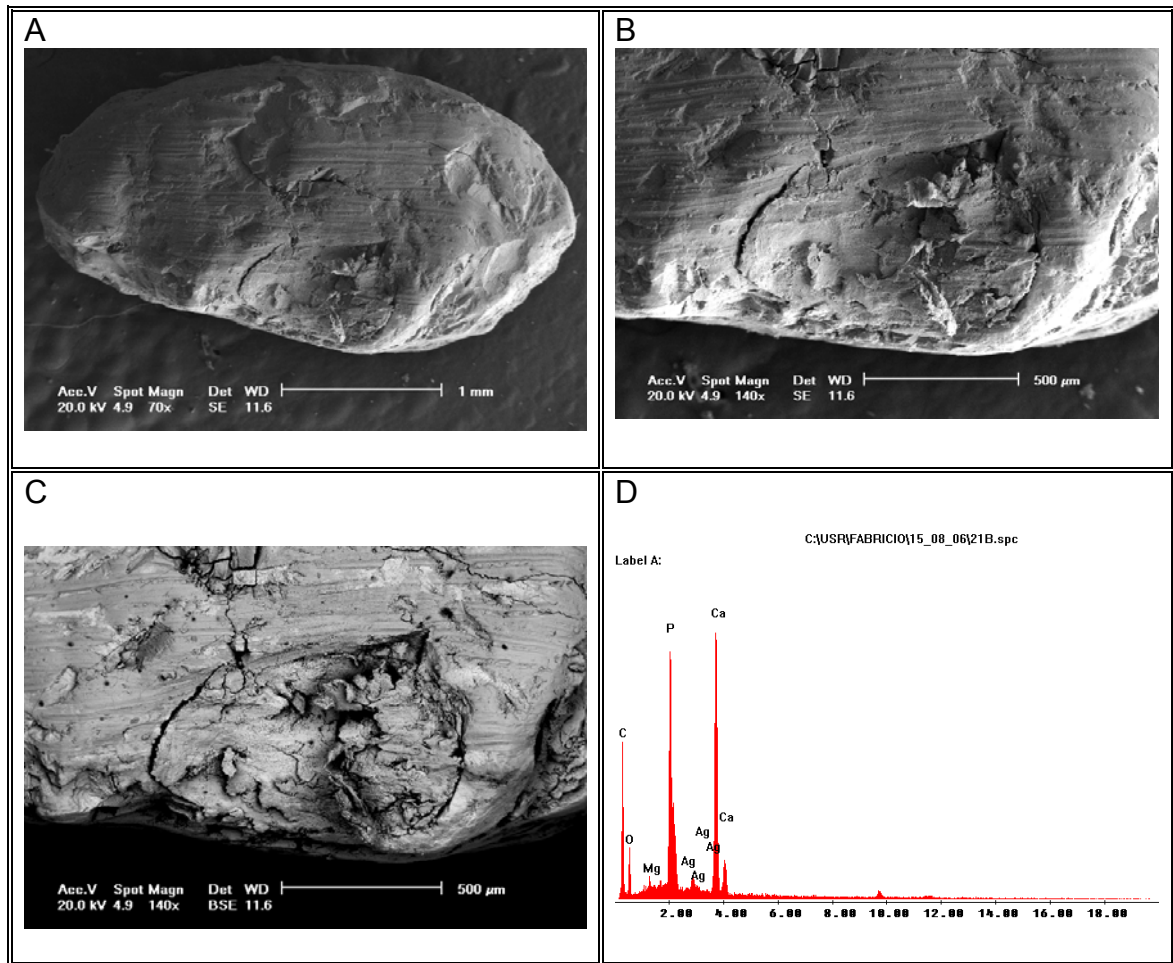 A
Acc.V Spot Magn Det WD 1 mm
20.0 kV 4.9 70x SE 11.6
B
Acc.V Spot Magn Det WD 500 µm
20.0 kV 4.9 140x SE 11.6
C
Acc.V Spot Magn Det WD 500 µm
20.0 kV 4.9 140x BSE 11.6
D
C:\USR\FABRICIO\15_08_06\21B.spc
Label A:
Ca
P
C
Ca
Ag
O
Ag
Mg
Ag
Ag
2.00 4.00 6.00 8.00 10.00 12.00 14.00 16.00 18.00